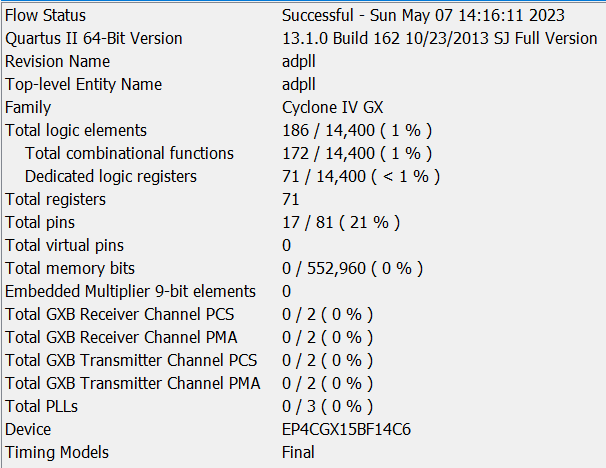 Flow Status Successful - Sun May 07 14:16:11 2023
Quartus II 64-Bit Version 13.1.0 Build 162 10/23/2013 SJ Full Version
Revision Name adpll
Top-level Entity Name adpll
Family Cyclone IV GX
Total logic elements 186 / 14,400 ( 1 % )
Total combinational functions 172 / 14,400 ( 1 % )
Dedicated logic registers 71 / 14,400 ( < 1 % )
Total registers 71
Total pins 17 / 81 ( 21 % )
Total virtual pins 0
Total memory bits 0 / 552,960 ( 0 % )
Embedded Multiplier 9-bit elements 0
Total GXB Receiver Channel PCS 0 / 2 ( 0 % )
Total GXB Receiver Channel PMA 0 / 2 ( 0 % )
Total GXB Transmitter Channel PCS 0 / 2 ( 0 % )
Total GXB Transmitter Channel PMA 0 / 2 ( 0 % )
Total PLLs 0 / 3 ( 0 % )
Device EP4CGX15BF14C6
Timing Models Final